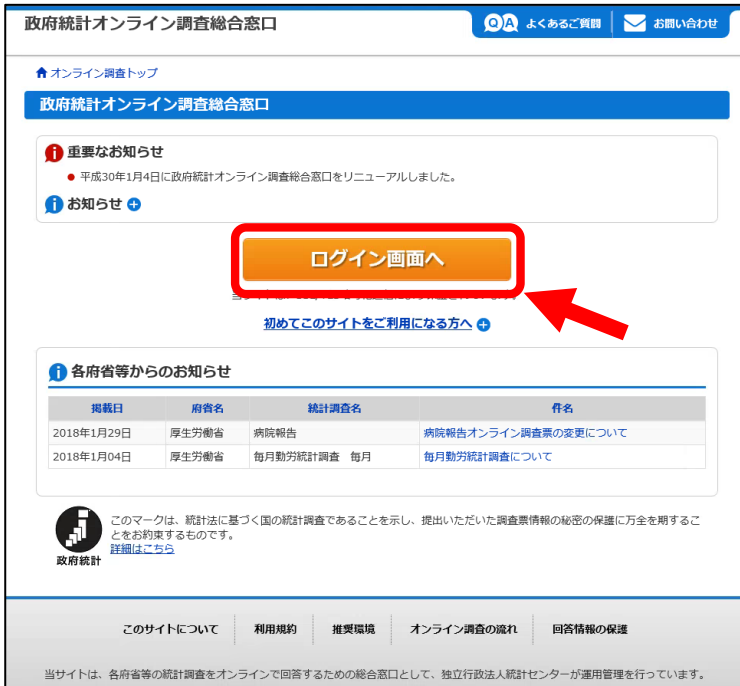 政府統計オンライン調査総合窓口
QA よくあるご質問
お問い合わせ
オンライン調査トップ
政府統計オンライン調査総合窓口
重要なお知らせ
平成30年1月4日に政府統計オンライン調査総合窓口をリニューアルしました。
お知らせ
ログイン画面へ
初めてこのサイトをご利用になる方へ
各府省等からのお知らせ
掲載日 府省名 統計調査名 件名
2018年1月29日 厚生労働省 病院報告 病院報告オンライン調査票の変更について
2018年1月04日 厚生労働省 毎月勤労統計調査 毎月 毎月勤労統計調査について
このマークは、統計法に基づく国の統計調査であることを示し、提出いただいた調査票情報の秘密の保護に万全を期するこ
とをお約束するものです。
詳細はこちら
政府統計
このサイトについて 利用規約 推奨環境 オンライン調査の流れ 回答情報の保護
当サイトは、各府省等の統計調査をオンラインで回答するための総合窓口として、独立行政法人統計センターが運用管理を行っています。